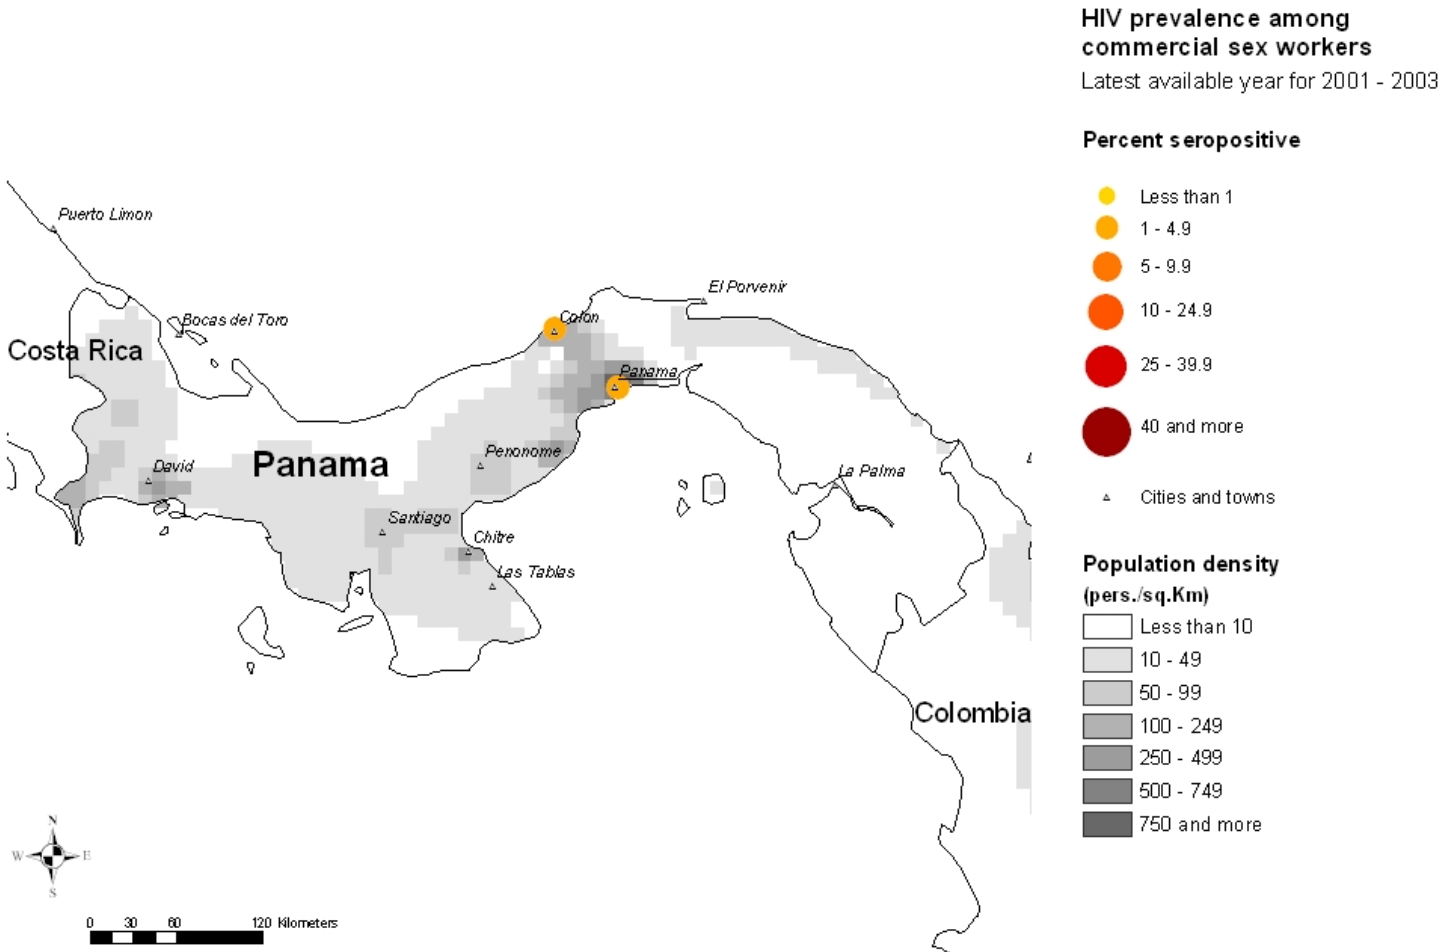 HIV prevalence among
commercial sex workers
Latest available year for 2001 - 2003
Percent seropositive
Less than 1
1 - 4.9
5 - 9.9
10 - 24.9
25 - 39.9
40 and more
Cities and towns
Population density
(pers./sq.Km)
Less than 10
10 - 49
50 - 99
100 - 249
250 - 499
500 - 749
750 and more
Puerto Limon
Bocas del Toro
Costa Rica
El Porvenir
Colon
Panama
Panama
David
Penonome
La Palma
Santiago
Chitre
Las Tablas
Colombia
N
W E
S
0 30 60 120 Kilometers